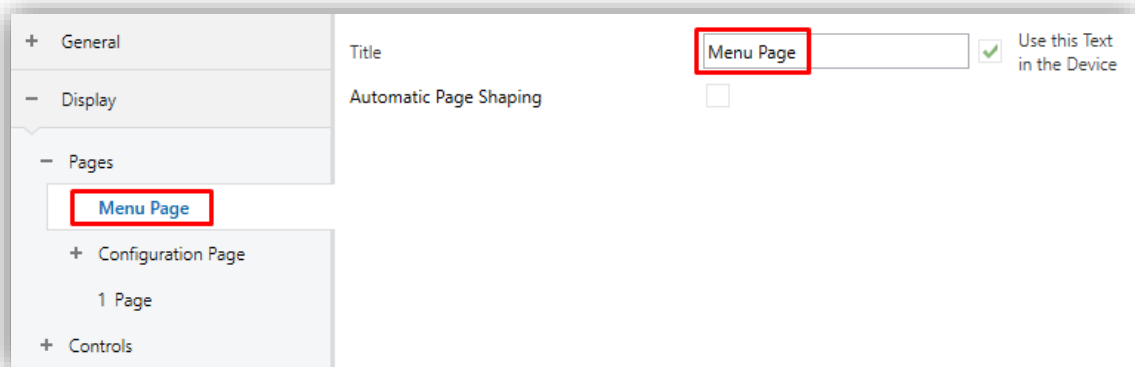 + General
− Display
− Pages
Menu Page
+ Configuration Page
1 Page
+ Controls
Title
Menu Page
Use this Text
in the Device
Automatic Page Shaping